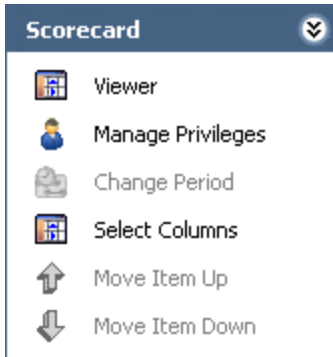 Scorecard
Viewer
Manage Privileges
Change Period
Select Columns
Move Item Up
Move Item Down